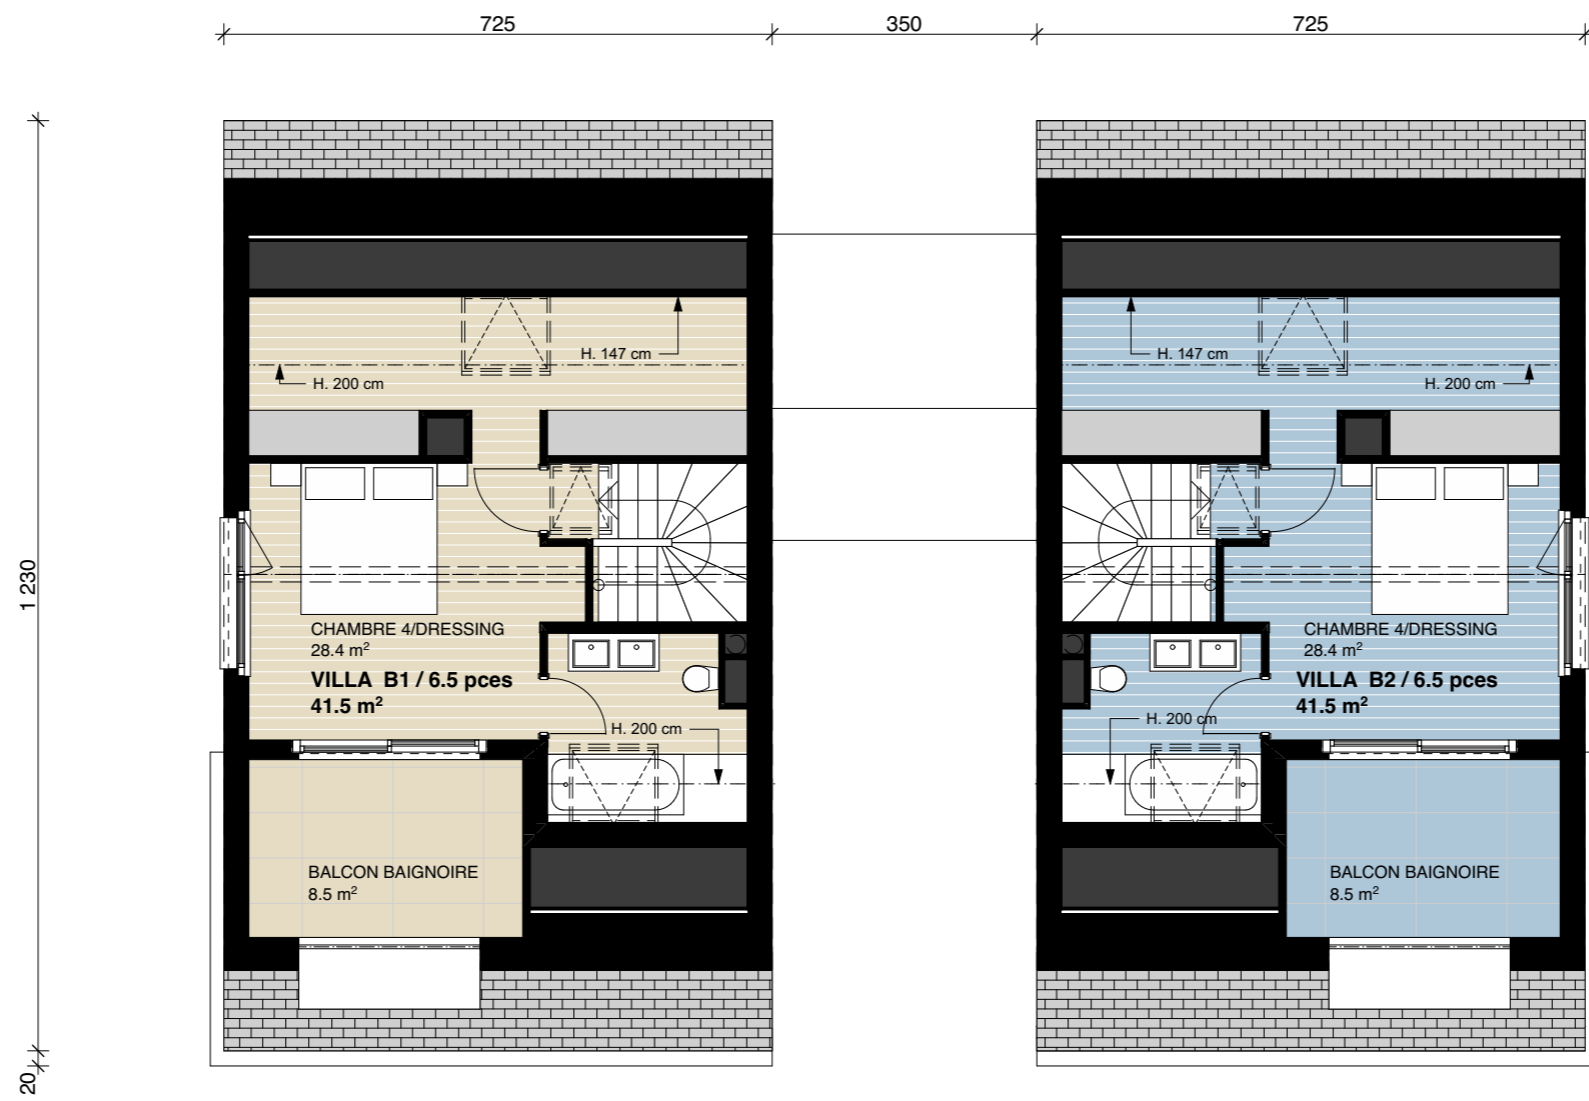 725
350
725
1 230
20
H. 147 cm
H. 200 cm
CHAMBRE 4/DRESSING
28.4 m²
VILLA B1 / 6.5 pces
41.5 m²
H. 200 cm
BALCON BAIGNOIRE
8.5 m²
H. 147 cm
H. 200 cm
CHAMBRE 4/DRESSING
28.4 m²
VILLA B2 / 6.5 pces
41.5 m²
H. 200 cm
BALCON BAIGNOIRE
8.5 m²